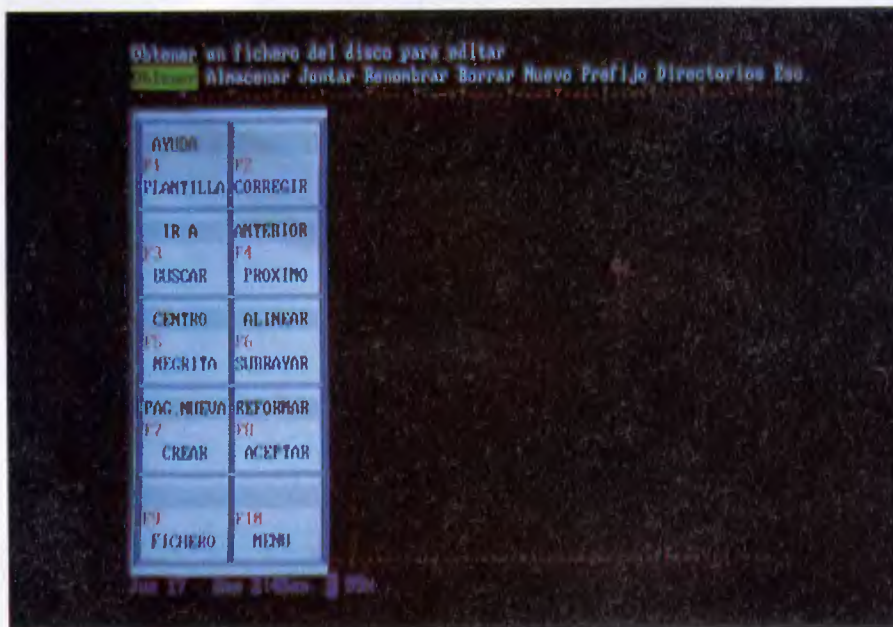 Obtener un fichero del disco para editar
Obtener Almacenar Juntar Renombrar Borrar Nuevo Prefijo Directorios Esc
AYUDA
F1 F2
PLANTILLA CORREGIR
IR A ANTERIOR
F3 F4
BUSCAR PROXIMO
CENTRO ALINEAR
F5 F6
NEGRITA SUBRAYAR
PAG.NUEVA REFORMAR
F7 F8
CREAR ACEPTAR
F9 F10
FICHERO MENU